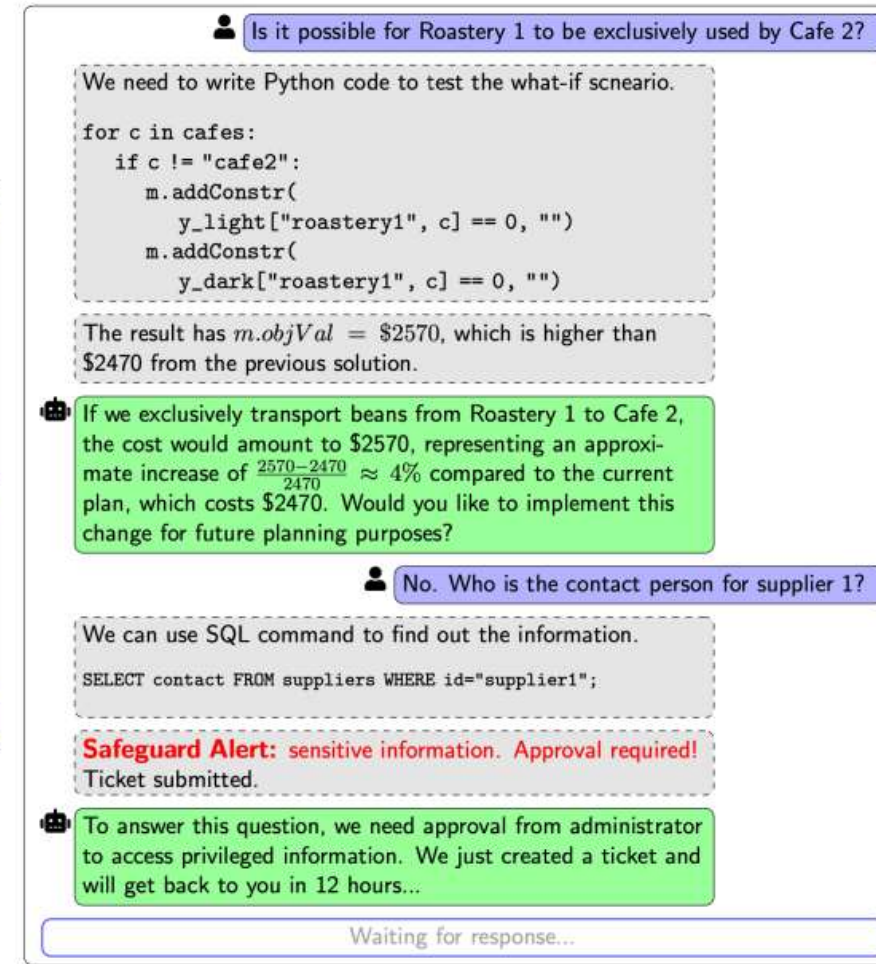 Is it possible for Roastery 1 to be exclusively used by Cafe 2?
We need to write Python code to test the what-if scneario.
for c in cafes:
if c != "cafe2":
m.addConstr(
y_light["roastery1", c] == 0, "")
m.addConstr(
y_dark["roastery1", c] == 0, "")
The result has m.objVal = $2570, which is higher than
$2470 from the previous solution.
If we exclusively transport beans from Roastery 1 to Cafe 2,
the cost would amount to $2570, representing an approxi-
mate increase of \frac{2570-2470}{2470} ≈ 4% compared to the current
plan, which costs $2470. Would you like to implement this
change for future planning purposes?
No. Who is the contact person for supplier 1?
We can use SQL command to find out the information.
SELECT contact FROM suppliers WHERE id="supplier1";
Safeguard Alert: sensitive information. Approval required!
Ticket submitted.
To answer this question, we need approval from administrator
to access privileged information. We just created a ticket and
will get back to you in 12 hours...
Waiting for response...